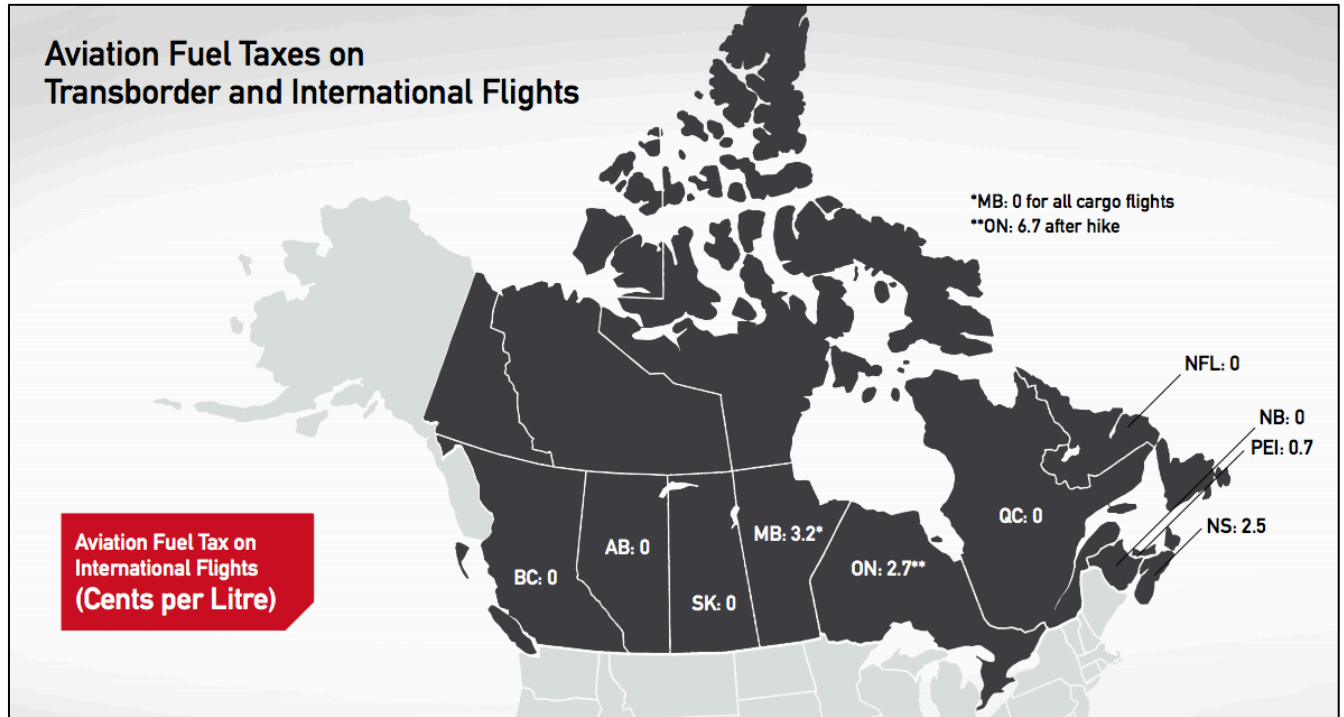 Aviation Fuel Taxes on
Transborder and International Flights
*MB: 0 for all cargo flights
**ON: 6.7 after hike
NFL: 0
NB: 0
PEI: 0.7
NS: 2.5
QC: 0
MB: 3.2*
ON: 2.7**
AB: 0
BC: 0
SK: 0
Aviation Fuel Tax on
International Flights
(Cents per Litre)